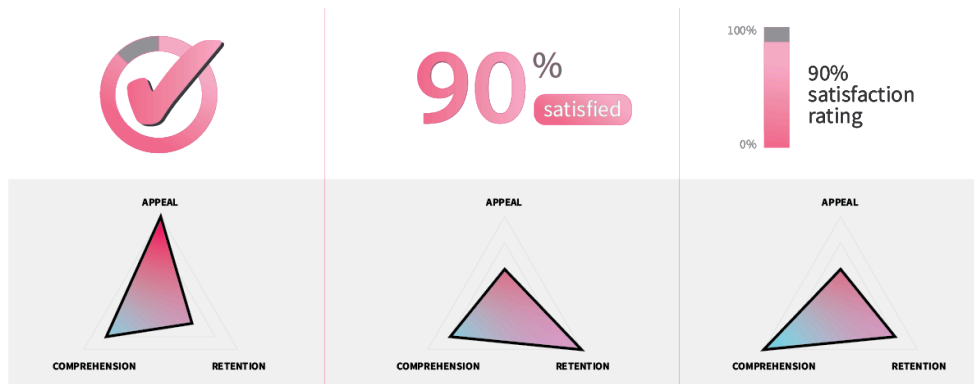 90%
satisfied
100%
0%
90%
satisfaction
rating
APPEAL
COMPREHENSION
RETENTION
APPEAL
COMPREHENSION
RETENTION
APPEAL
COMPREHENSION
RETENTION